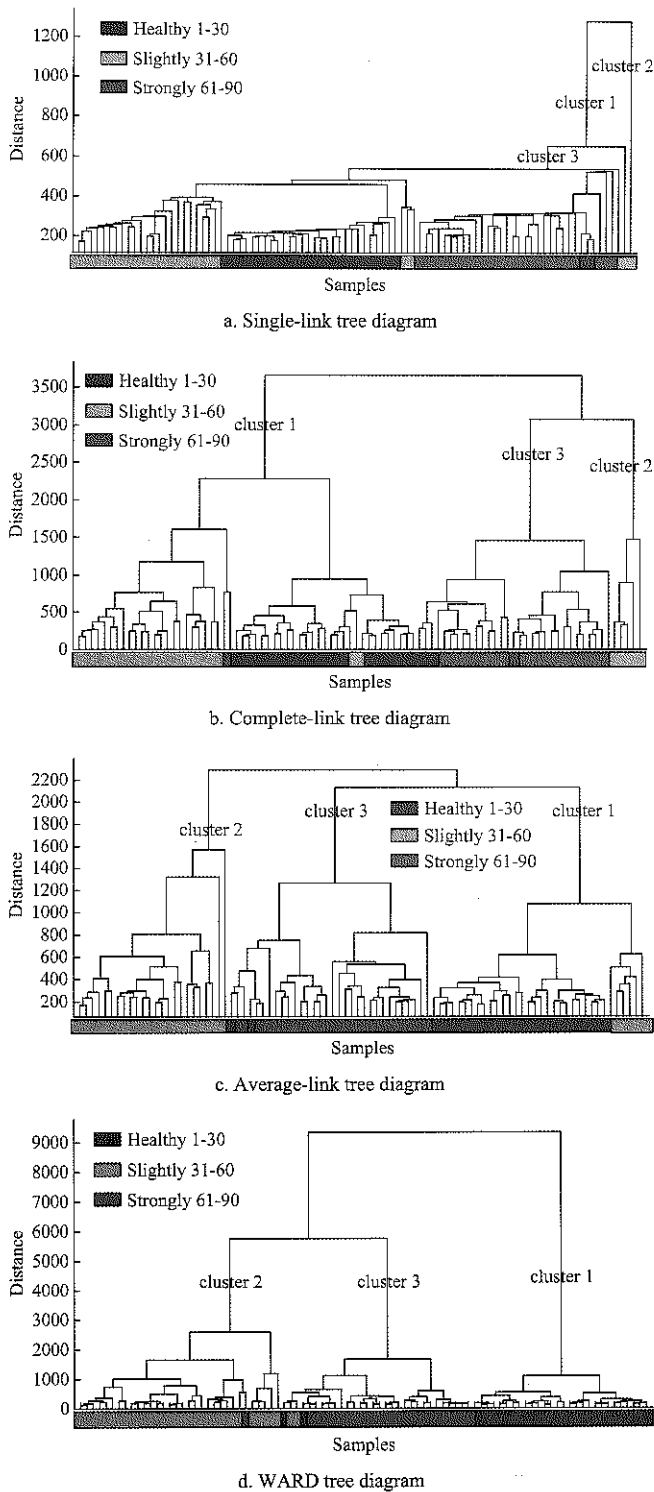 1200
1000
800
600
400
200
Distance
Healthy 1-30
Slightly 31-60
Strongly 61-90
cluster 2
cluster 1
cluster 3
Samples
a. Single-link tree diagram
3500
3000
2500
2000
1500
1000
500
0
Distance
Healthy 1-30
Slightly 31-60
Strongly 61-90
cluster 1
cluster 3
cluster 2
Samples
b. Complete-link tree diagram
2200
2000
1800
1600
1400
1200
1000
800
600
400
200
Distance
cluster 2
cluster 3
cluster 1
Healthy 1-30
Slightly 31-60
Strongly 61-90
Samples
c. Average-link tree diagram
9000
8000
7000
6000
5000
4000
3000
2000
1000
0
Distance
Healthy 1-30
Slightly 31-60
Strongly 61-90
cluster 2
cluster 3
cluster 1
Samples
d. WARD tree diagram